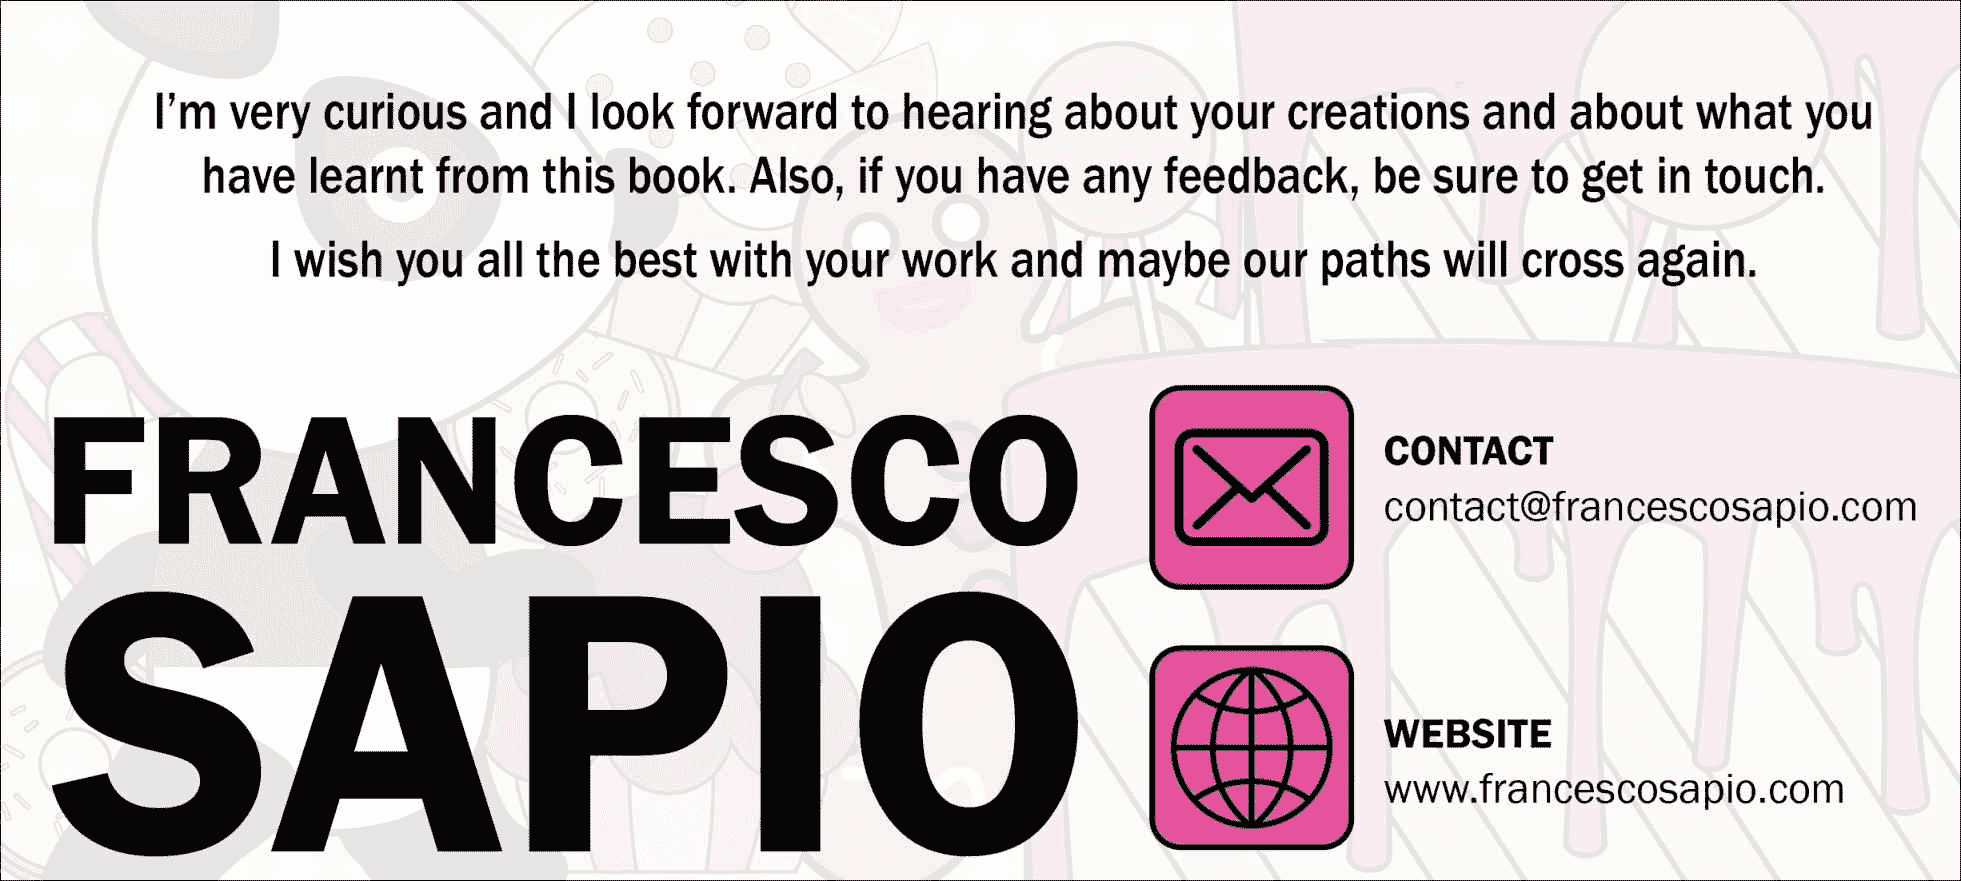 I’m very curious and I look forward to hearing about your creations and about what you
have learnt from this book. Also, if you have any feedback, be sure to get in touch.
I wish you all the best with your work and maybe our paths will cross again.
FRANCESCO
SAPIO
CONTACT
contact@francescosapio.com
WEBSITE
www.francescosapio.com